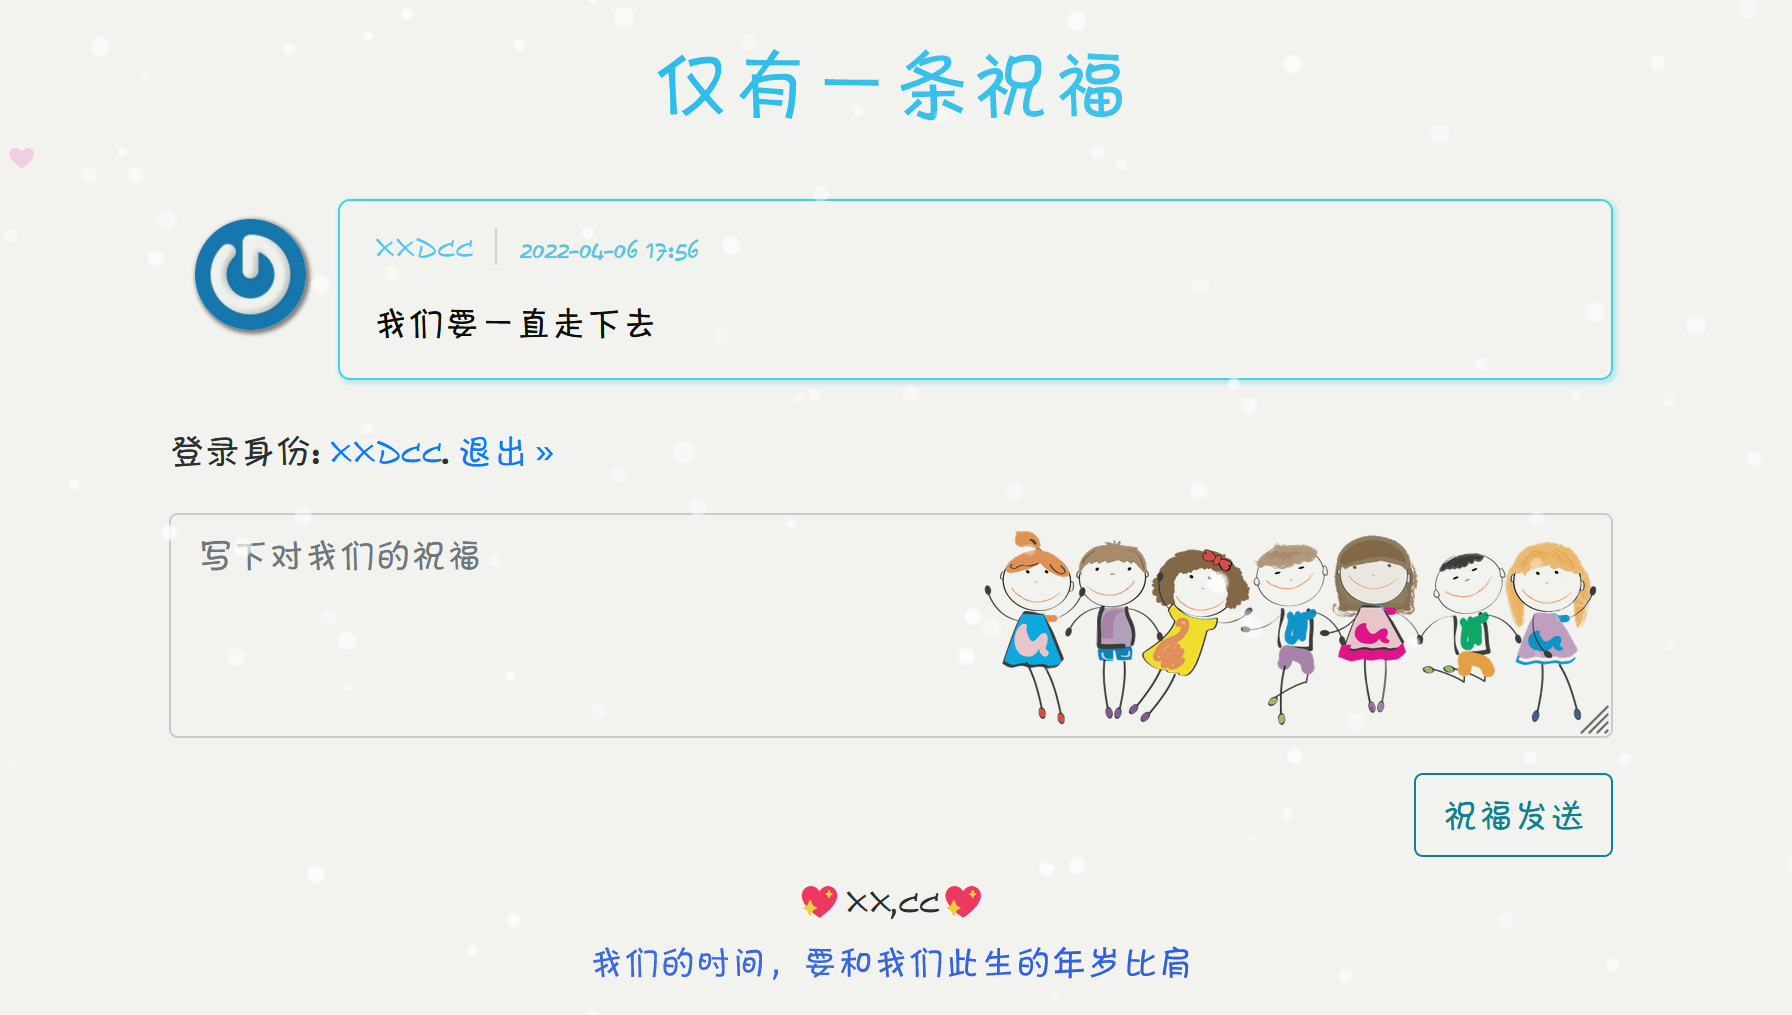 仅有一条祝福
XXDCC 2022-04-06 17:56
我们要一直走下去
登录身份: XXDCC. 退出 »
写下对我们的祝福
祝福发送
💖 XX,CC 💖
我们的时间，要和我们此生的年岁比肩